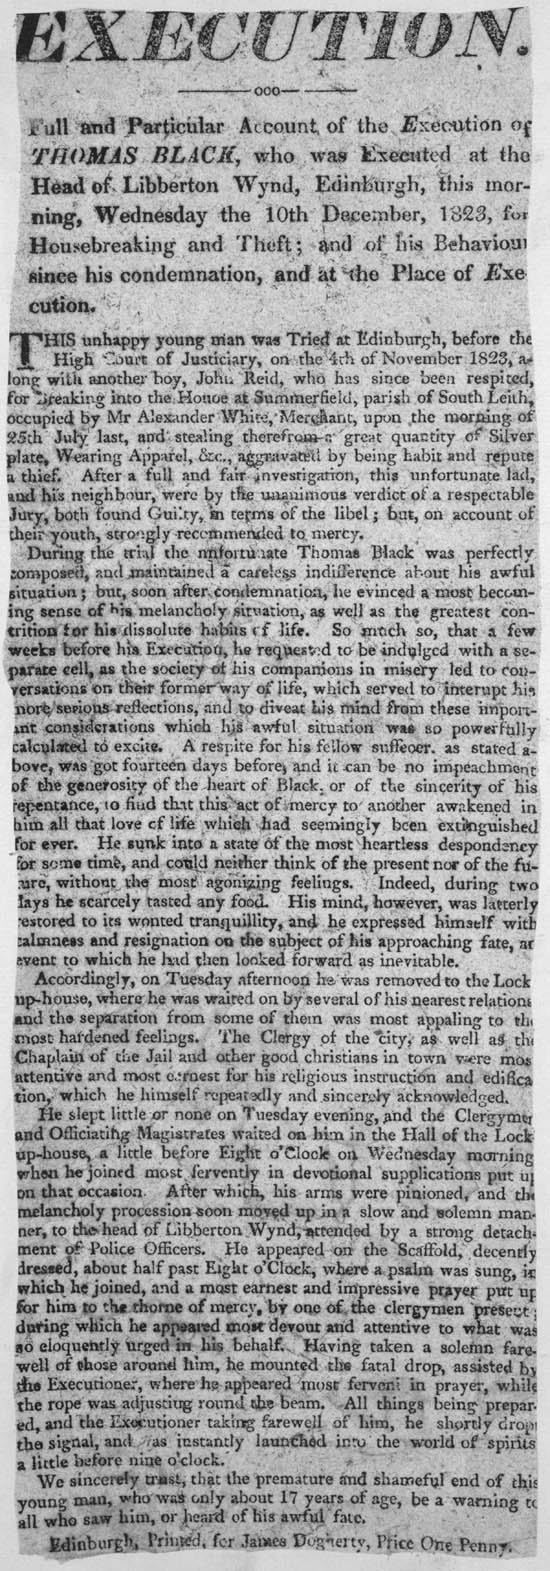 EXECUTION.
ooo
Full and Particular Account of the Execution of
THOMAS BLACK, who was Executed at the
Head of Libberton Wynd, Edinburgh, this mor-
ning, Wednesday the 10th December, 1823, for
Housebreaking and Theft; and of his Behaviour
since his condemnation, and at the Place of Exe
cution.
THIS unhappy young man was Tried at Edinburgh, before the
High Court of Justiciary, on the 4th of November 1823, a-
long with another boy, John Reid, who has since been respited,
for Breaking into the House at Summerfield, parish of South Leith,
occupied by Mr Alexander White, Merchant, upon the morning of
25th July last, and stealing therefrom a great quantity of Silver
plate, Wearing Apparel, &c., aggravated by being habit and repute
a thief. After a full and fair investigation, this unfortunate lad,
and his neighbour, were by the unanimous verdict of a respectable
Jury, both found Guilty, in terms of the libel; but, on account of
their youth, strongly recommended to mercy.
During the trial the unfortunate Thomas Black was perfectly
composed, and maintained a careless indifference about his awful
situation; but, soon after condemnation, he evinced a most becom-
ing sense of his melancholy situation, as well as the greatest con-
trition for his dissolute habits of life. So much so, that a few
weeks before his Execution, he requested to be indulged with a se-
parate cell, as the society of his companions in misery led to con-
versations on their former way of life, which served to interupt his
more serious reflections, and to diveat his mind from these import-
ant considerations which his awful situation was so powerfully
calculated to excite. A respite for his fellow suffeoer. as stated a-
bove, was got fourteen days before, and it can be no impeachment
of the generosity of the heart of Black, or of the sincerity of his
repentance, to find that this act of mercy to another awakened in
him all that love of life which had seemingly been extinguished
for ever. He sunk into a state of the most heartless despondency
for some time, and could neither think of the present nor of the fu-
ture, without the most agonizing feelings. Indeed, during two
days he scarcely tasted any food. His mind, however, was latterly
restored to its wonted tranquillity, and he expressed himself with
calmness and resignation on the subject of his approaching fate, an
event to which he had then looked forward as inevitable.
Accordingly, on Tuesday afternoon he was removed to the Lock
up-house, where he was waited on by several of his nearest relations
and the separation from some of them was most appaling to the
most hardened feelings. The Clergy of the city, as well as the
Chaplain of the Jail and other good christians in town were mos
attentive and most earnest for his religious instruction and edifica
tion, which he himself repeatedly and sincerely acknowledged.
He slept little or none on Tuesday evening, and the Clergymen
and Officiating Magistrates waited on him in the Hall of the Lock
up-house, a little before Eight o'Clock on Wednesday morning
when he joined most fervently in devotional supplications put up
on that occasion. After which, his arms were pinioned, and the
melancholy procession soon moved up in a slow and solemn man-
ner, to the head of Libberton Wynd, attended by a strong detach-
ment of Police Officers. He appeared on the Scaffold, decently
dressed, about half past Eight o'Clock, where a psalm was sung, in
which he joined, and a most earnest and impressive prayer put up
for him to the thorne of mercy, by one of the clergymen present;
during which he appeared most devout and attentive to what was
so eloquently urged in his behalf. Having taken a solemn fare-
well of those around him, he mounted the fatal drop, assisted by
the Executioner, where he appeared most fervent in prayer, while
the rope was adjusting round the beam. All things being prepar-
ed, and the Executioner taking farewell of him, he shortly dropt
the signal, and was instantly launched into the world of spirits
a little before nine o'clock.
We sincerely trust, that the premature and shameful end of this
young man, who was only about 17 years of age, be a warning to
all who saw him, or heard of his awful fate.
Edinburgh, Printed, for James Dogherty, Price One Penny.